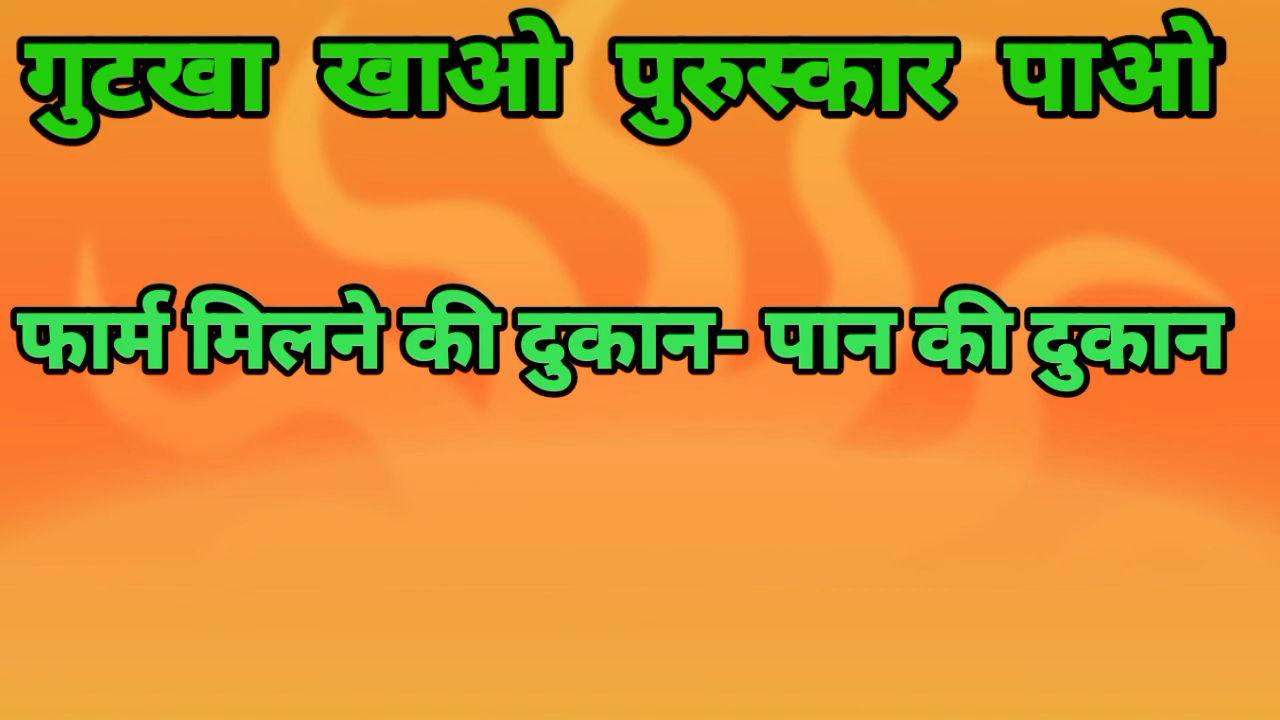 गुटखा खाओ पुरुस्कार पाओ
फार्म मिलने की दुकान- पान की दुकान